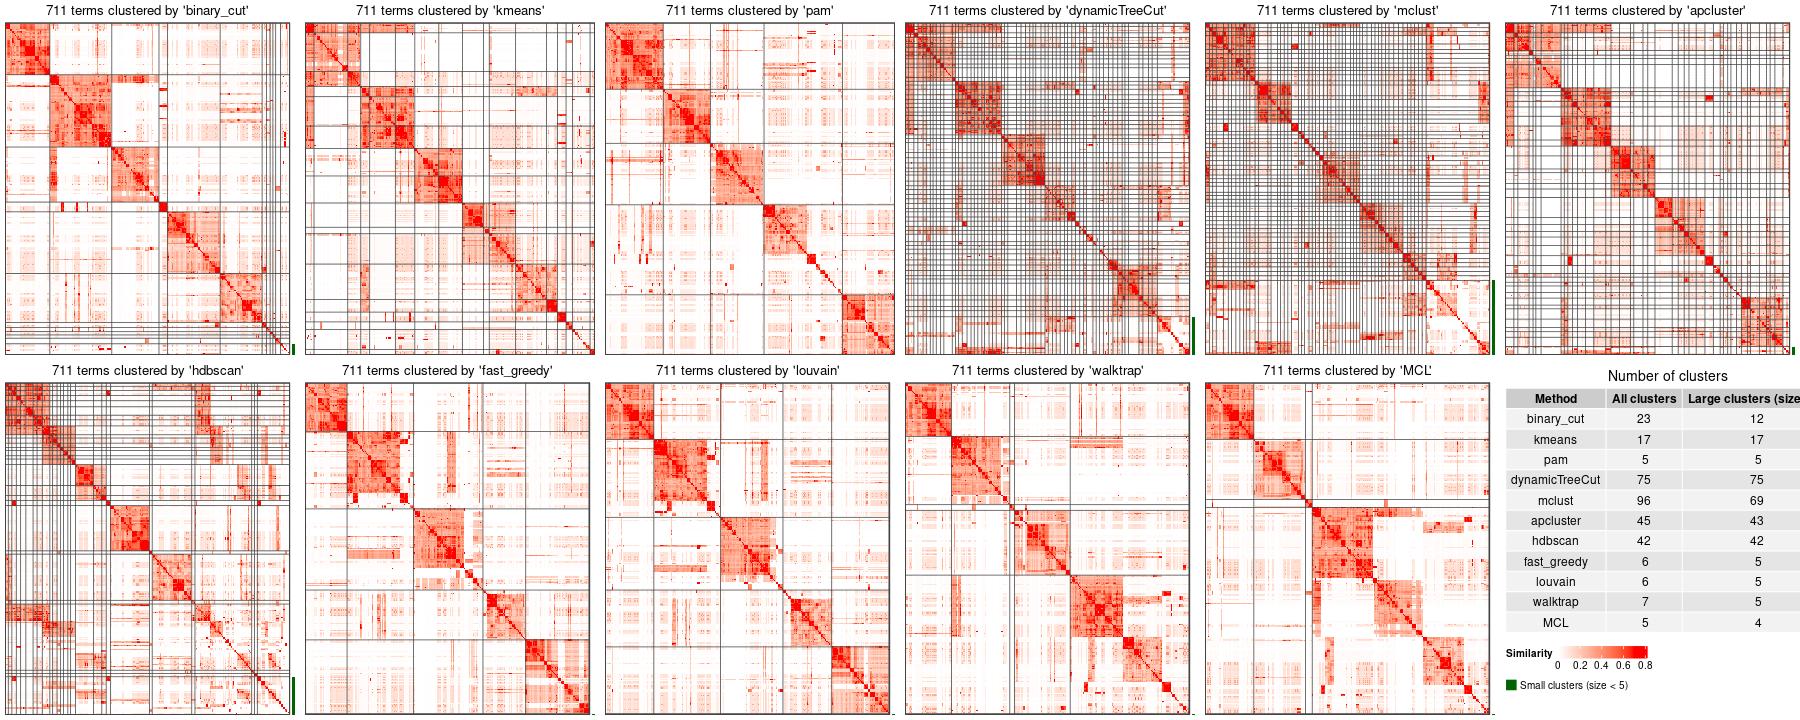 711 terms clustered by 'binary_cut'
711 terms clustered by 'kmeans'
711 terms clustered by 'pam'
711 terms clustered by 'dynamicTreeCut'
711 terms clustered by 'mclust'
711 terms clustered by 'apcluster'
711 terms clustered by 'hdbscan'
711 terms clustered by 'fast_greedy'
711 terms clustered by 'louvain'
711 terms clustered by 'walktrap'
711 terms clustered by 'MCL'
Number of clusters
Method All clusters Large clusters (size
binary_cut 23 12
kmeans 17 17
pam 5 5
dynamicTreeCut 75 75
mclust 96 69
apcluster 45 43
hdbscan 42 42
fast_greedy 6 5
louvain 6 5
walktrap 7 5
MCL 5 4
Similarity
0 0.2 0.4 0.6 0.8
Small clusters (size < 5)